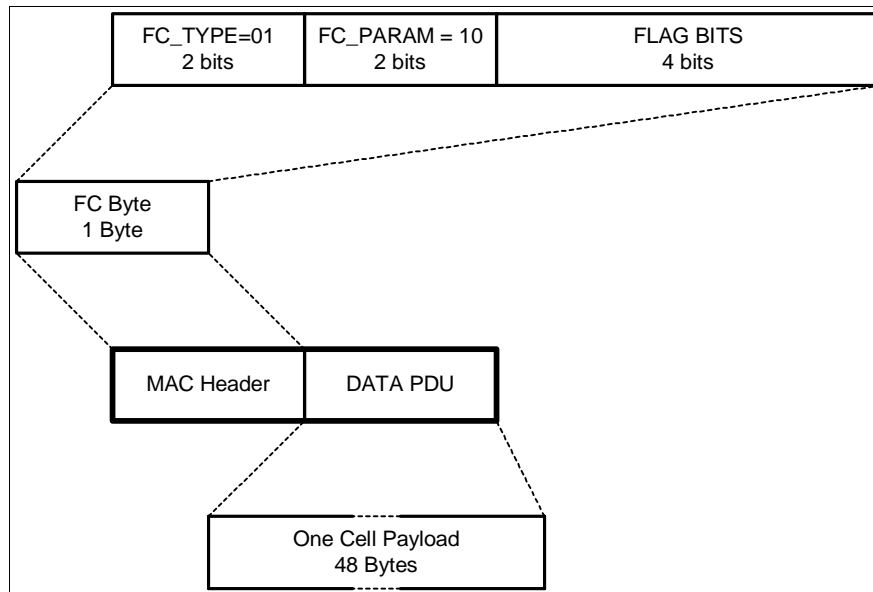 FC_TYPE=01
2 bits
FC_PARAM = 10
2 bits
FLAG BITS
4 bits
FC Byte
1 Byte
MAC Header
DATA PDU
One Cell Payload
48 Bytes